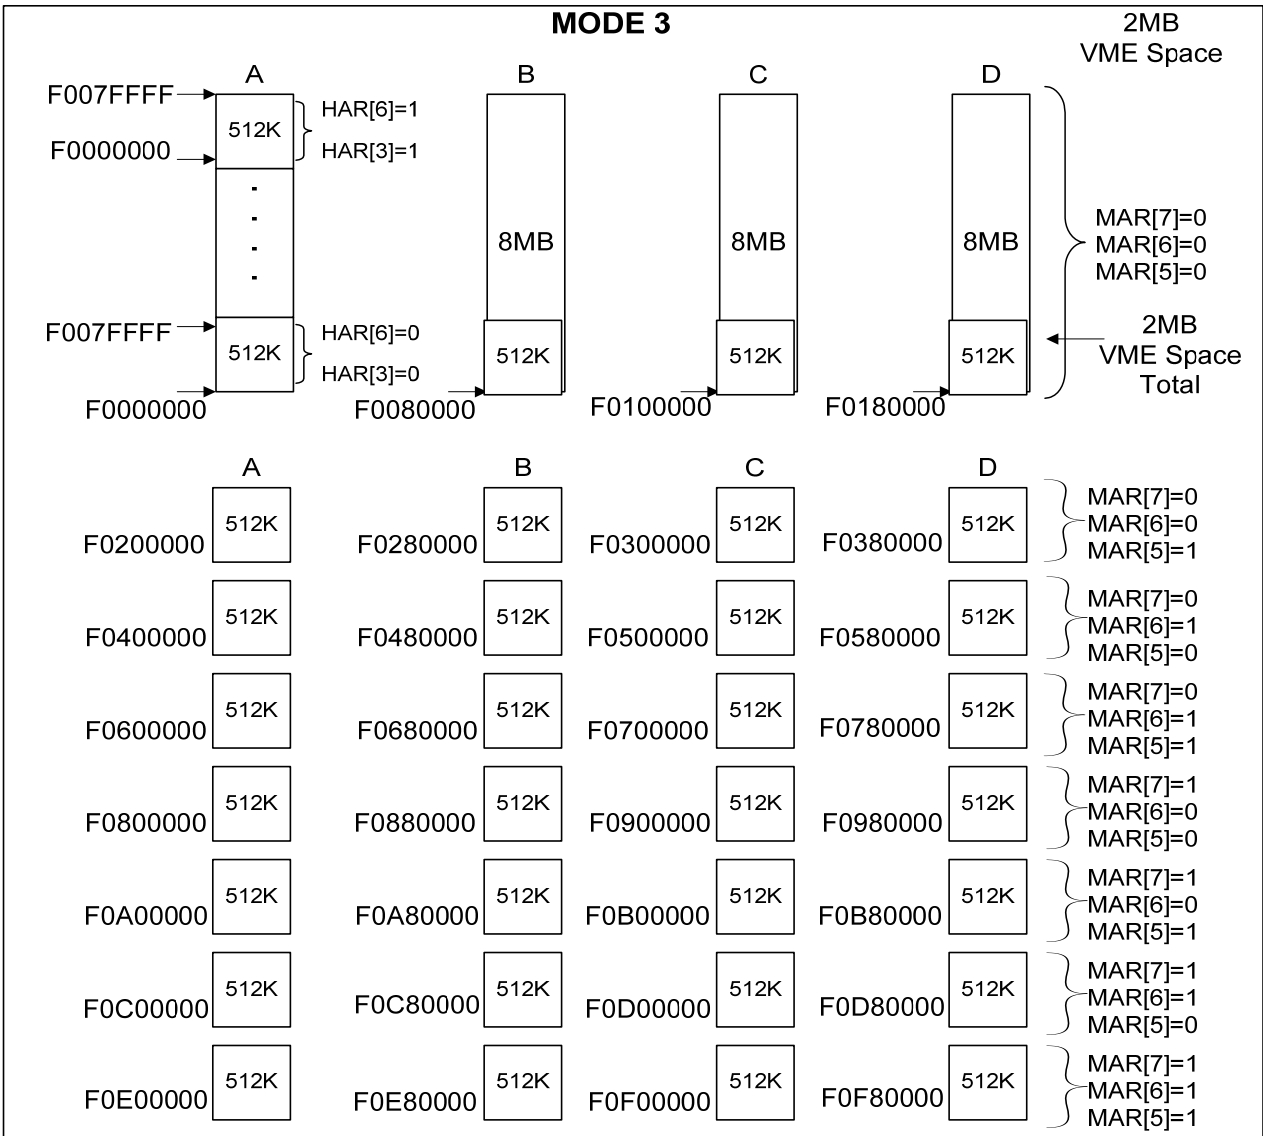 MODE 3
2MB
VME Space
A
B
C
D
F007FFFF
512K
HAR[6]=1
F0000000
HAR[3]=1
8MB
8MB
8MB
MAR[7]=0
MAR[6]=0
MAR[5]=0
F007FFFF
512K
HAR[6]=0
HAR[3]=0
512K
512K
512K
2MB
VME Space
Total
F0000000
F0080000
F0100000
F0180000
A
B
C
D
F0200000
512K
F0280000
512K
F0300000
512K
F0380000
512K
MAR[7]=0
MAR[6]=0
MAR[5]=1
F0400000
512K
F0480000
512K
F0500000
512K
F0580000
512K
MAR[7]=0
MAR[6]=1
MAR[5]=0
F0600000
512K
F0680000
512K
F0700000
512K
F0780000
512K
MAR[7]=0
MAR[6]=1
MAR[5]=1
F0800000
512K
F0880000
512K
F0900000
512K
F0980000
512K
MAR[7]=1
MAR[6]=0
MAR[5]=0
F0A00000
512K
F0A80000
512K
F0B00000
512K
F0B80000
512K
MAR[7]=1
MAR[6]=0
MAR[5]=1
F0C00000
512K
F0C80000
512K
F0D00000
512K
F0D80000
512K
MAR[7]=1
MAR[6]=1
MAR[5]=0
F0E00000
512K
F0E80000
512K
F0F00000
512K
F0F80000
512K
MAR[7]=1
MAR[6]=1
MAR[5]=1